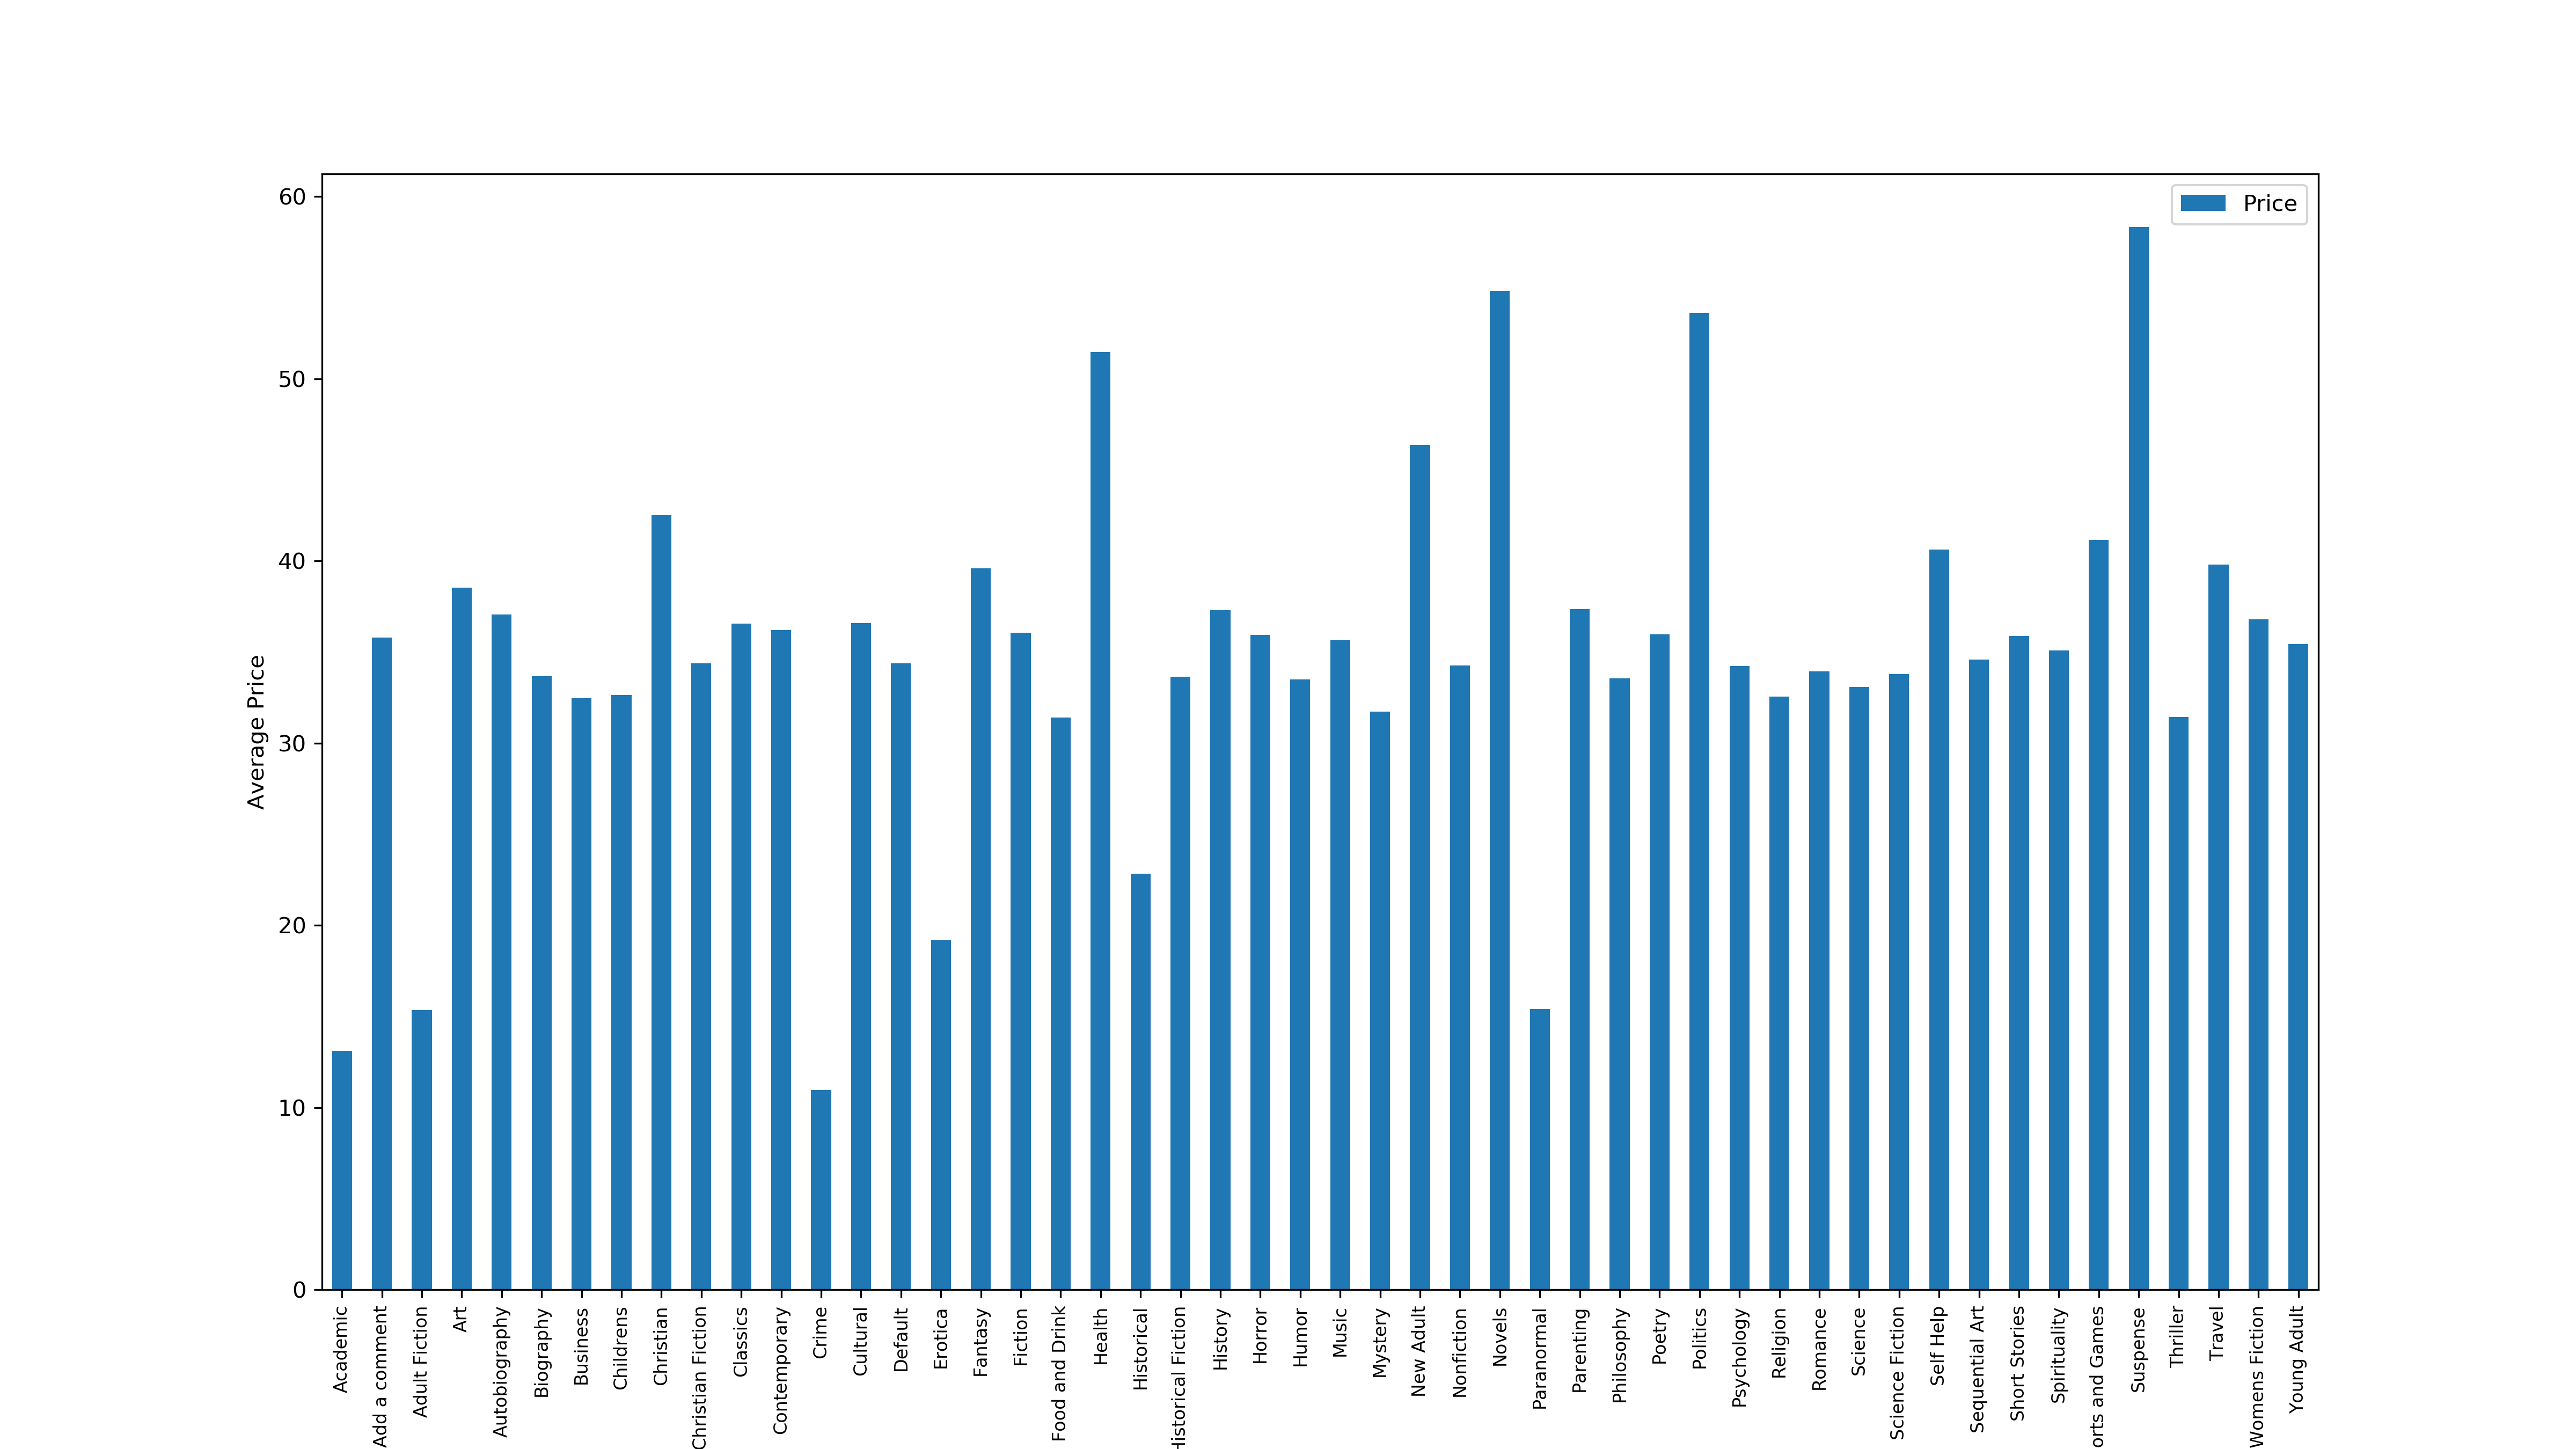 Price
60
50
40
30
20
10
0
Average Price
Academic
Add a comment
Adult Fiction
Art
Autobiography
Biography
Business
Childrens
Christian
Christian Fiction
Classics
Contemporary
Crime
Cultural
Default
Erotica
Fantasy
Fiction
Food and Drink
Health
Historical
Historical Fiction
History
Horror
Humor
Music
Mystery
New Adult
Nonfiction
Novels
Paranormal
Parenting
Philosophy
Poetry
Politics
Psychology
Religion
Romance
Science
Science Fiction
Self Help
Sequential Art
Short Stories
Spirituality
orts and Games
Suspense
Thriller
Travel
Womens Fiction
Young Adult